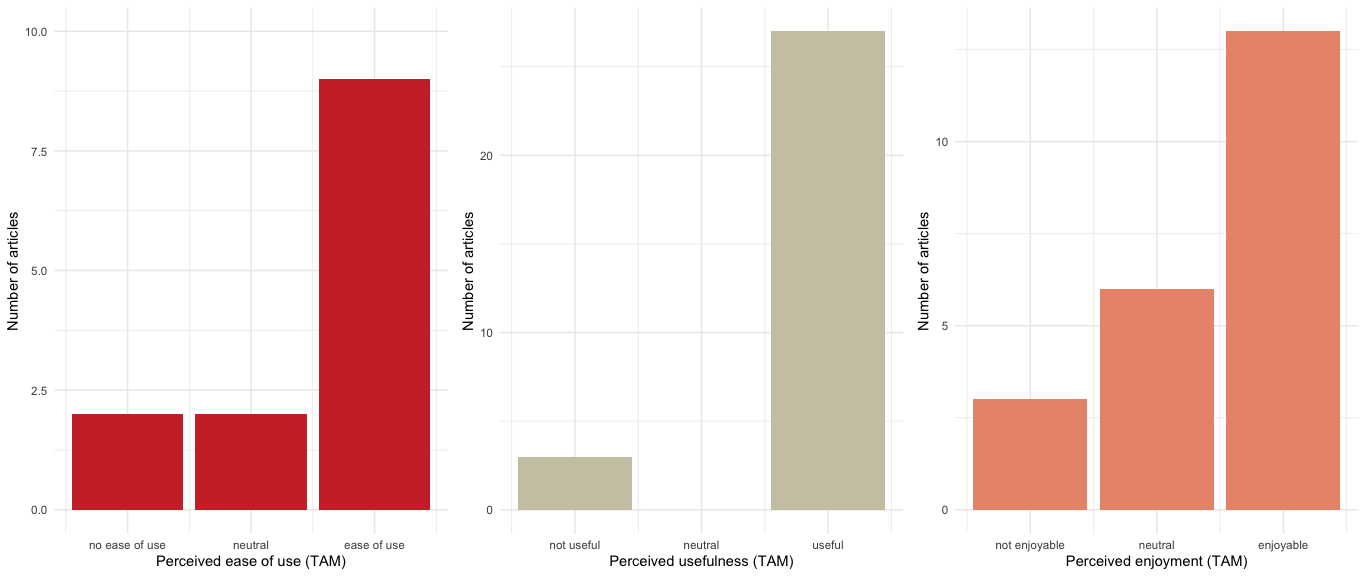 Number of articles
10.0
7.5
5.0
2.5
0.0
no ease of use
neutral
ease of use
Perceived ease of use (TAM)
Number of articles
20
10
0
not useful
neutral
useful
Perceived usefulness (TAM)
Number of articles
10
5
0
not enjoyable
neutral
enjoyable
Perceived enjoyment (TAM)